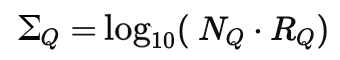 Σ_Q = log₁₀( N_Q · R_Q)